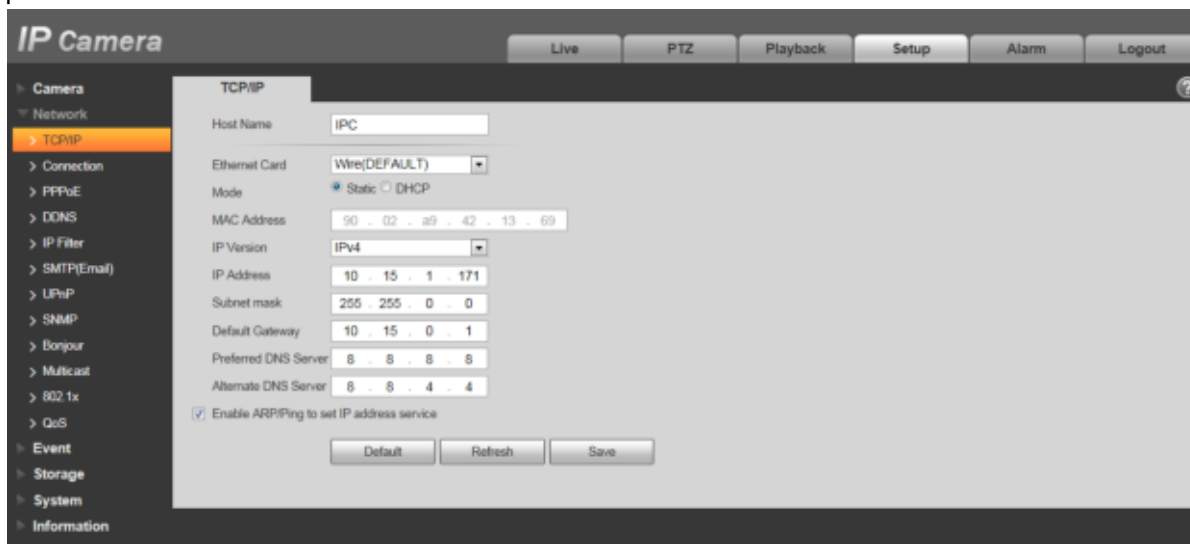 IP Camera
Live PTZ Playback Setup Alarm Logout
Camera
Network
TCP/IP
Connection
PPPoE
DDNS
IP Filter
SMTP(Email)
UPnP
SNMP
Bonjour
Multicast
802.1x
QoS
Event
Storage
System
Information
TCP/IP
?
Host Name IPC
Ethernet Card Wire(DEFAULT)
Mode Static DHCP
MAC Address 90 . 02 . a9 . 42 . 13 . 69
IP Version IPv4
IP Address 10 . 15 . 1 . 171
Subnet mask 255 . 255 . 0 . 0
Default Gateway 10 . 15 . 0 . 1
Preferred DNS Server 8 . 8 . 8 . 8
Alternate DNS Server 8 . 8 . 4 . 4
Enable ARP/Ping to set IP address service
Default Refresh Save